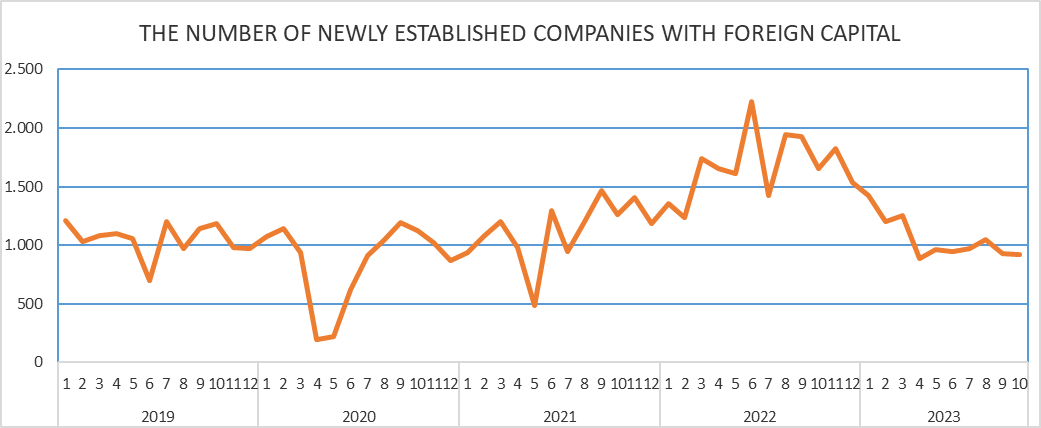 THE NUMBER OF NEWLY ESTABLISHED COMPANIES WITH FOREIGN CAPITAL
2.500
2.000
1.500
1.000
500
0
1 2 3 4 5 6 7 8 9 10 11 12 1 2 3 4 5 6 7 8 9 10 11 12 1 2 3 4 5 6 7 8 9 10 11 12 1 2 3 4 5 6 7 8 9 10 11 12 1 2 3 4 5 6 7 8 9 10
2019 2020 2021 2022 2023